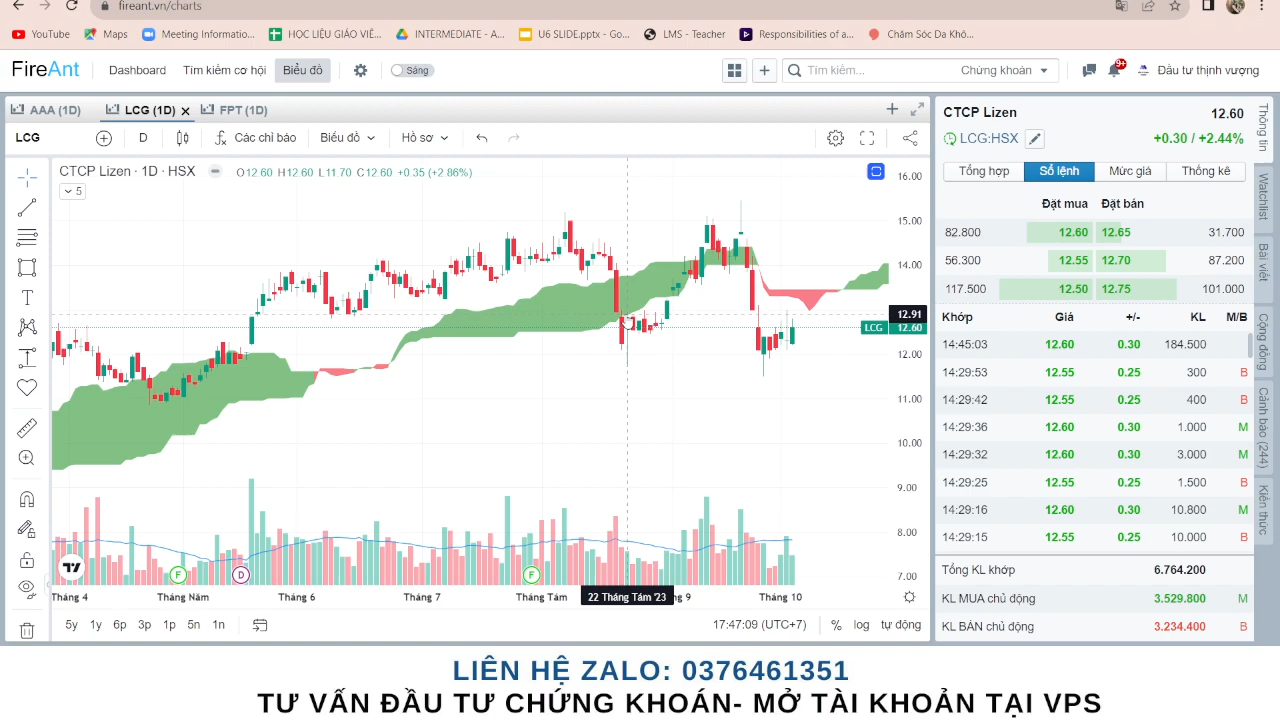 fireant.vn/charts
YouTube Maps Meeting Informatio... HỌC LIỆU GIÁO VIÊ... INTERMEDIATE - A... U6 SLIDE.pptx - Go... LMS - Teacher Responsibilities of a... Chăm Sóc Da Khô...
FireAnt Dashboard Tìm kiếm cơ hội Biểu đồ Sáng Tìm kiếm... Chứng khoán 9+ Đầu tư thịnh vượng
AAA (1D) LCG (1D) FPT (1D)
LCG D Các chỉ báo Biểu đồ Hồ sơ
CTCP Lizen · 1D · HSX O12.60 H12.60 L11.70 C12.60 +0.35 (+2.86%)
5
16.00
15.00
14.00
12.91
LCG 12.60
12.00
11.00
10.00
9.00
8.00
7.00
F D F
Tháng 4 Tháng Năm Tháng 6 Tháng 7 Tháng Tám 22 Tháng Tám '23 g 9 Tháng 10
5y 1y 6p 3p 1p 5n 1n 17:47:09 (UTC+7) % log tự động
CTCP Lizen 12.60
LCG:HSX +0.30 / +2.44%
Tổng hợp Sổ lệnh Mức giá Thống kê
Đặt mua Đặt bán
82.800 12.60 12.65 31.700
56.300 12.55 12.70 87.200
117.500 12.50 12.75 101.000
Khớp Giá +/- KL M/B
14:45:03 12.60 0.30 184.500
14:29:53 12.55 0.25 300 B
14:29:42 12.55 0.25 400 B
14:29:36 12.60 0.30 1.000 M
14:29:32 12.60 0.30 3.000 M
14:29:25 12.55 0.25 1.500 B
14:29:16 12.60 0.30 10.800 M
14:29:15 12.55 0.25 10.000 B
Tổng KL khớp 6.764.200
KL MUA chủ động 3.529.800 M
KL BÁN chủ động 3.234.400 B
Thông tin
Watchlist
Bài viết
Cộng đồng
Cảnh báo (244)
Kiến thức
LIÊN HỆ ZALO: 0376461351
TƯ VẤN ĐẦU TƯ CHỨNG KHOÁN- MỞ TÀI KHOẢN TẠI VPS